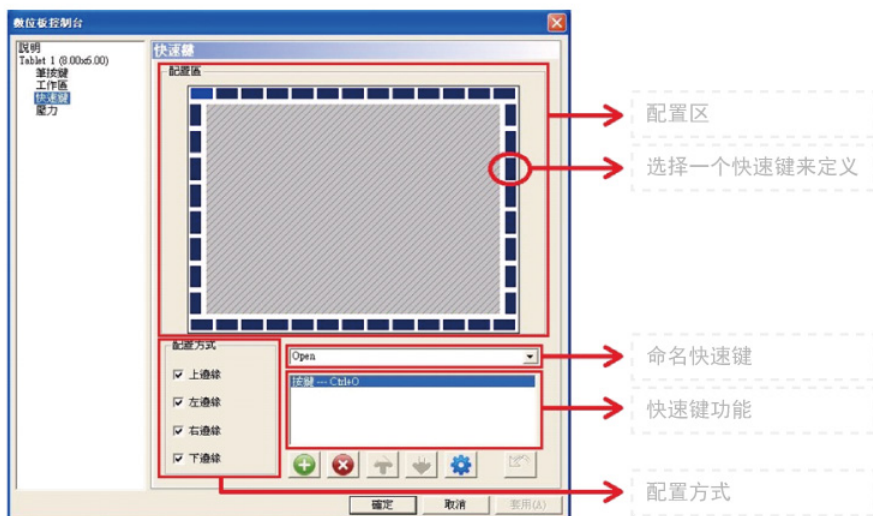 數位板控制台
説明
Tablet 1 (8.00x6.00)
筆按鍵
工作區
快速鍵
壓力
快速鍵
配置區
配置区
选择一个快速键来定义
配置方式
上邊緣
左邊緣
右邊緣
下邊緣
Open
按鍵 --- Ctrl+O
命名快速键
快速键功能
配置方式
確定
取消
套用(A)